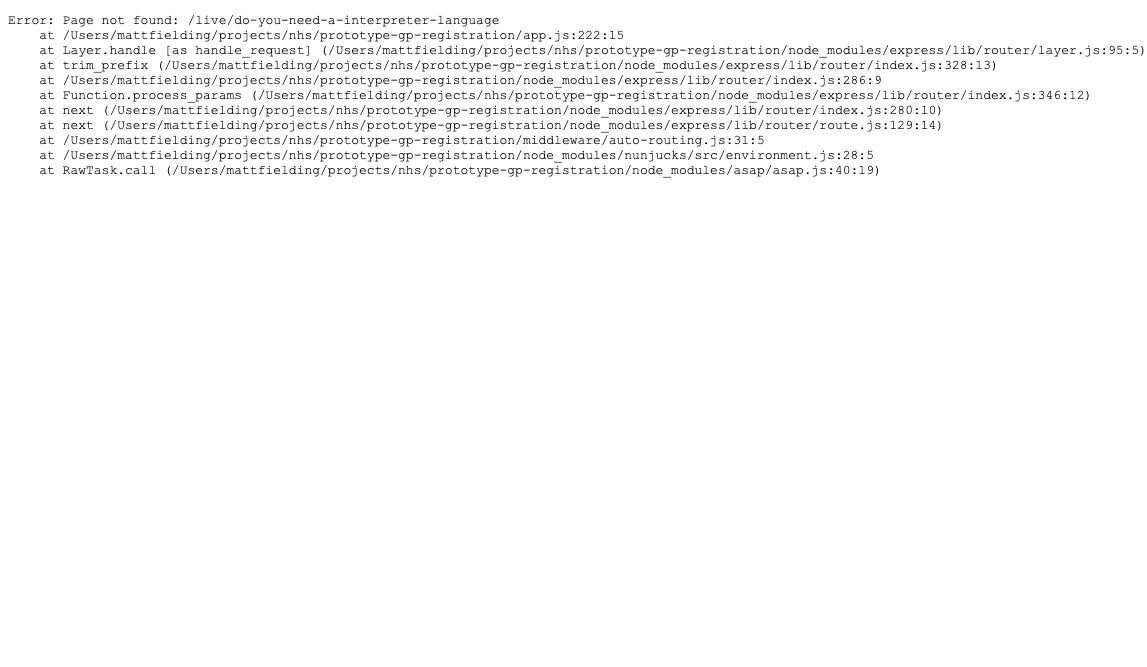 Error: Page not found: /live/do-you-need-a-interpreter-language
    at /Users/mattfielding/projects/nhs/prototype-gp-registration/app.js:222:15
    at Layer.handle [as handle_request] (/Users/mattfielding/projects/nhs/prototype-gp-registration/node_modules/express/lib/router/layer.js:95:5)
    at trim_prefix (/Users/mattfielding/projects/nhs/prototype-gp-registration/node_modules/express/lib/router/index.js:328:13)
    at /Users/mattfielding/projects/nhs/prototype-gp-registration/node_modules/express/lib/router/index.js:286:9
    at Function.process_params (/Users/mattfielding/projects/nhs/prototype-gp-registration/node_modules/express/lib/router/index.js:346:12)
    at next (/Users/mattfielding/projects/nhs/prototype-gp-registration/node_modules/express/lib/router/index.js:280:10)
    at next (/Users/mattfielding/projects/nhs/prototype-gp-registration/node_modules/express/lib/router/route.js:129:14)
    at /Users/mattfielding/projects/nhs/prototype-gp-registration/middleware/auto-routing.js:31:5
    at /Users/mattfielding/projects/nhs/prototype-gp-registration/node_modules/nunjucks/src/environment.js:28:5
    at RawTask.call (/Users/mattfielding/projects/nhs/prototype-gp-registration/node_modules/asap/asap.js:40:19)